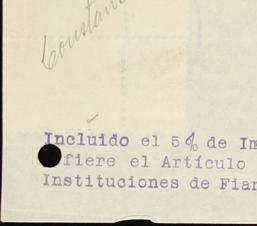 Constan
Incluido el 5% de Im
fiere el Artículo
Instituciones de Fian